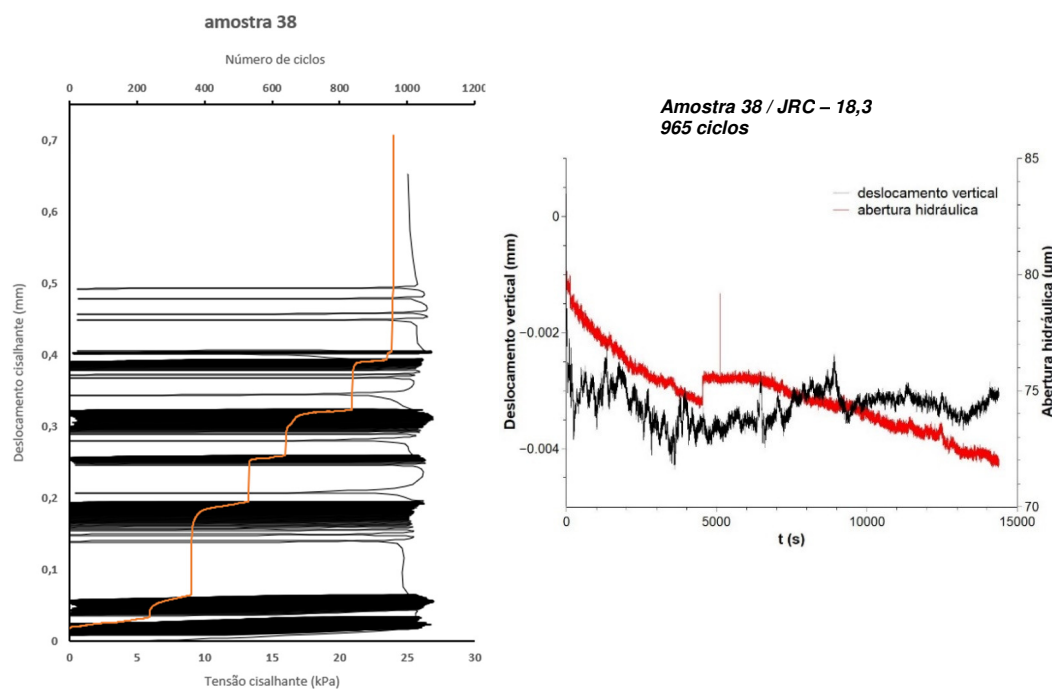 amostra 38
Número de ciclos
0 200 400 600 800 1000 1200
0,7
0,6
0,5
0,4
0,3
0,2
0,1
0
Deslocamento cisalhante (mm)
0 5 10 15 20 25 30
Tensão cisalhante (kPa)
Amostra 38 / JRC – 18,3
965 ciclos
deslocamento vertical
abertura hidráulica
0
−0.002
−0.004
Deslocamento vertical (mm)
85
80
75
70
Abertura hidráulica (µm)
0 5000 10000 15000
t (s)